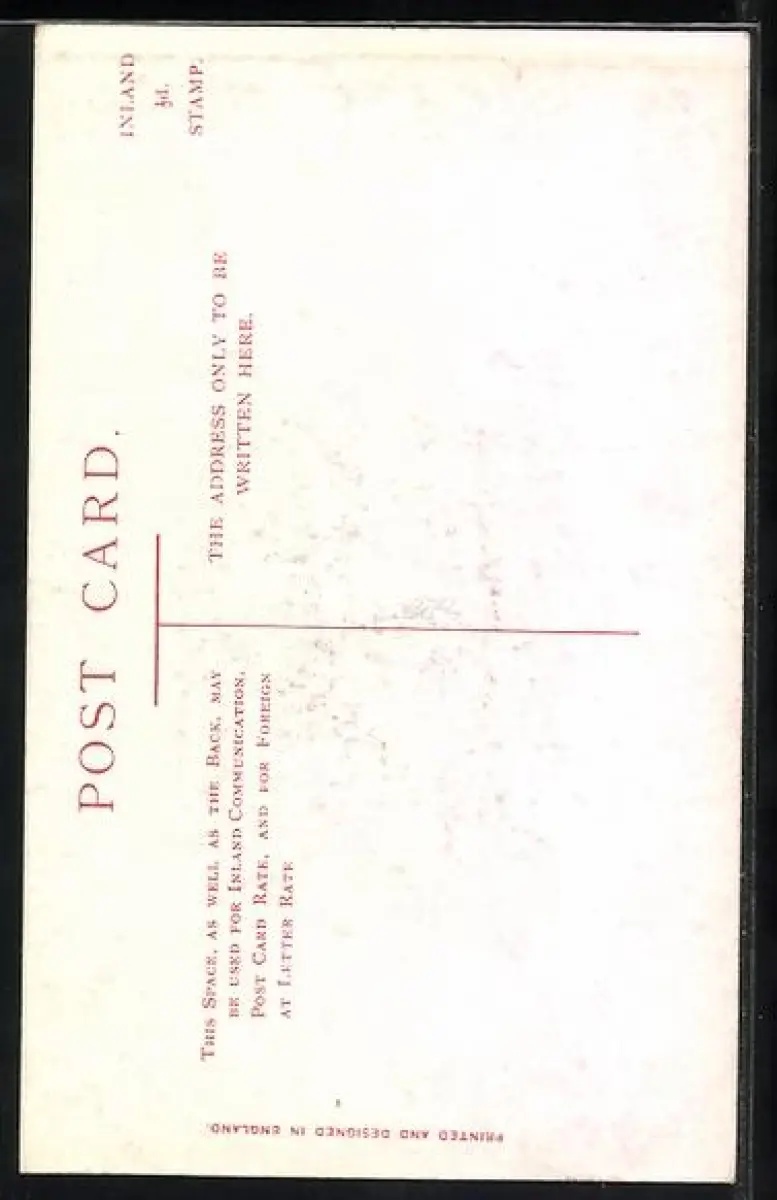 POST CARD.
INLAND
½d.
STAMP.
THE ADDRESS ONLY TO BE
WRITTEN HERE.
THIS SPACE, AS WELL AS THE BACK, MAY
BE USED FOR INLAND COMMUNICATION,
POST CARD RATE, AND FOR FOREIGN
AT LETTER RATE
PRINTED AND DESIGNED IN ENGLAND.